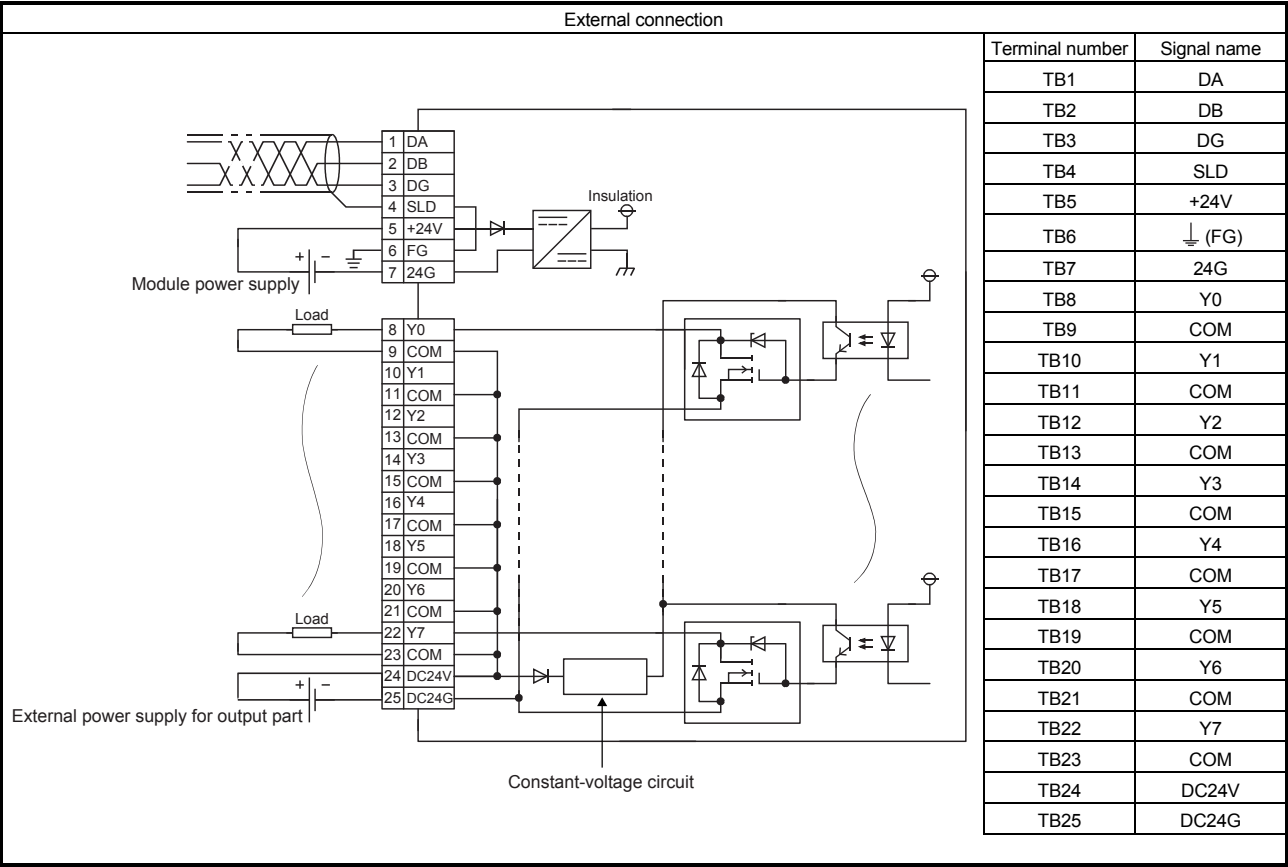 External connection
1 DA
2 DB
3 DG
4 SLD
5 +24V
6 FG
7 24G
Insulation
+ −
Module power supply
Load
8 Y0
9 COM
10 Y1
11 COM
12 Y2
13 COM
14 Y3
15 COM
16 Y4
17 COM
18 Y5
19 COM
20 Y6
21 COM
Load
22 Y7
23 COM
24 DC24V
25 DC24G
+ −
External power supply for output part
Constant-voltage circuit
Terminal number Signal name
TB1 DA
TB2 DB
TB3 DG
TB4 SLD
TB5 +24V
TB6 (FG)
TB7 24G
TB8 Y0
TB9 COM
TB10 Y1
TB11 COM
TB12 Y2
TB13 COM
TB14 Y3
TB15 COM
TB16 Y4
TB17 COM
TB18 Y5
TB19 COM
TB20 Y6
TB21 COM
TB22 Y7
TB23 COM
TB24 DC24V
TB25 DC24G